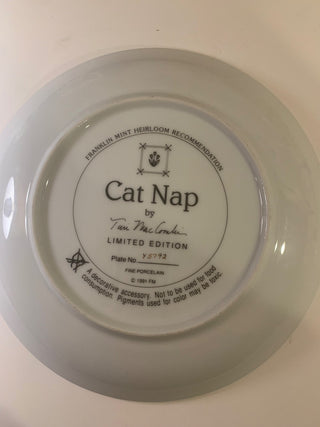 FRANKLIN MINT HEIRLOOM RECOMMENDATION
Cat Nap
by
LIMITED EDITION
Plate No.
FINE PORCELAIN
© 1991 FM
A decorative accessory. Not to be used for food
consumption. Pigments used for color may be toxic.